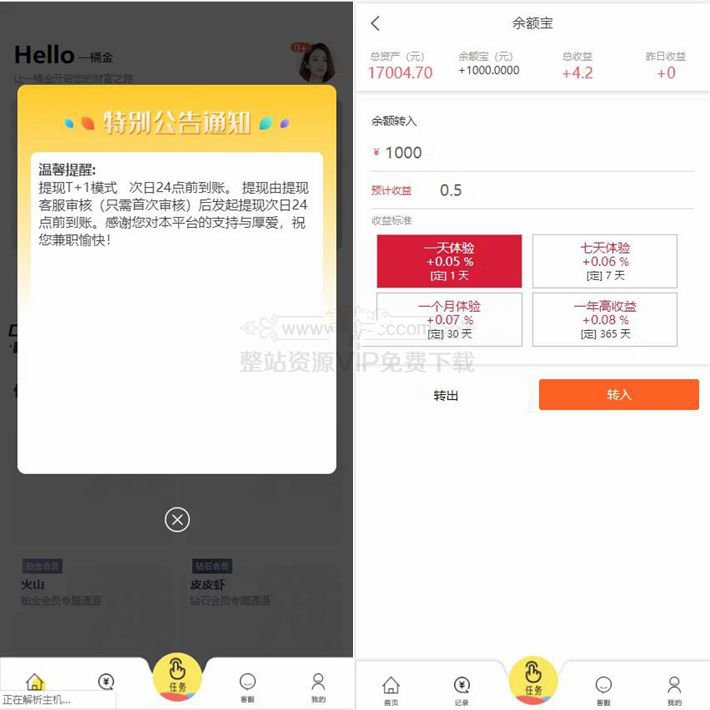 Hello 一桶金
0+
让一桶金开启您的财富之路
特别公告通知
温馨提醒:
提现T+1模式 次日24点前到账。 提现由提现
客服审核（只需首次审核）后发起提现次日24
点前到账。感谢您对本平台的支持与厚爱，祝
您兼职愉快！
铂金会员
火山
铂金会员专属通道
钻石会员
皮皮虾
钻石会员专属通道
任务
客服
我的
正在解析主机...
余额宝
总资产（元）
17004.70
余额宝（元）
+1000.0000
总收益
+4.2
昨日收益
+0
余额转入
¥ 1000
预计收益 0.5
收益标准
一天体验
+0.05 %
[定] 1 天
七天体验
+0.06 %
[定] 7 天
一个月体验
+0.07 %
[定] 30 天
一年高收益
+0.08 %
[定] 365 天
整站资源VIP免费下载
转出
转入
首页
记录
任务
客服
我的